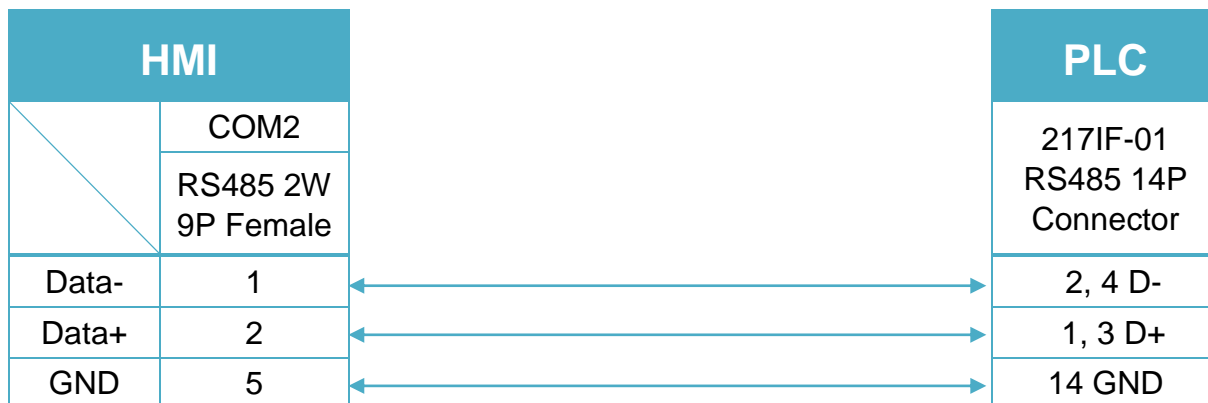 HMI
PLC
COM2
RS485 2W
9P Female
217IF-01
RS485 14P
Connector
Data- 1 2, 4 D-
Data+ 2 1, 3 D+
GND 5 14 GND